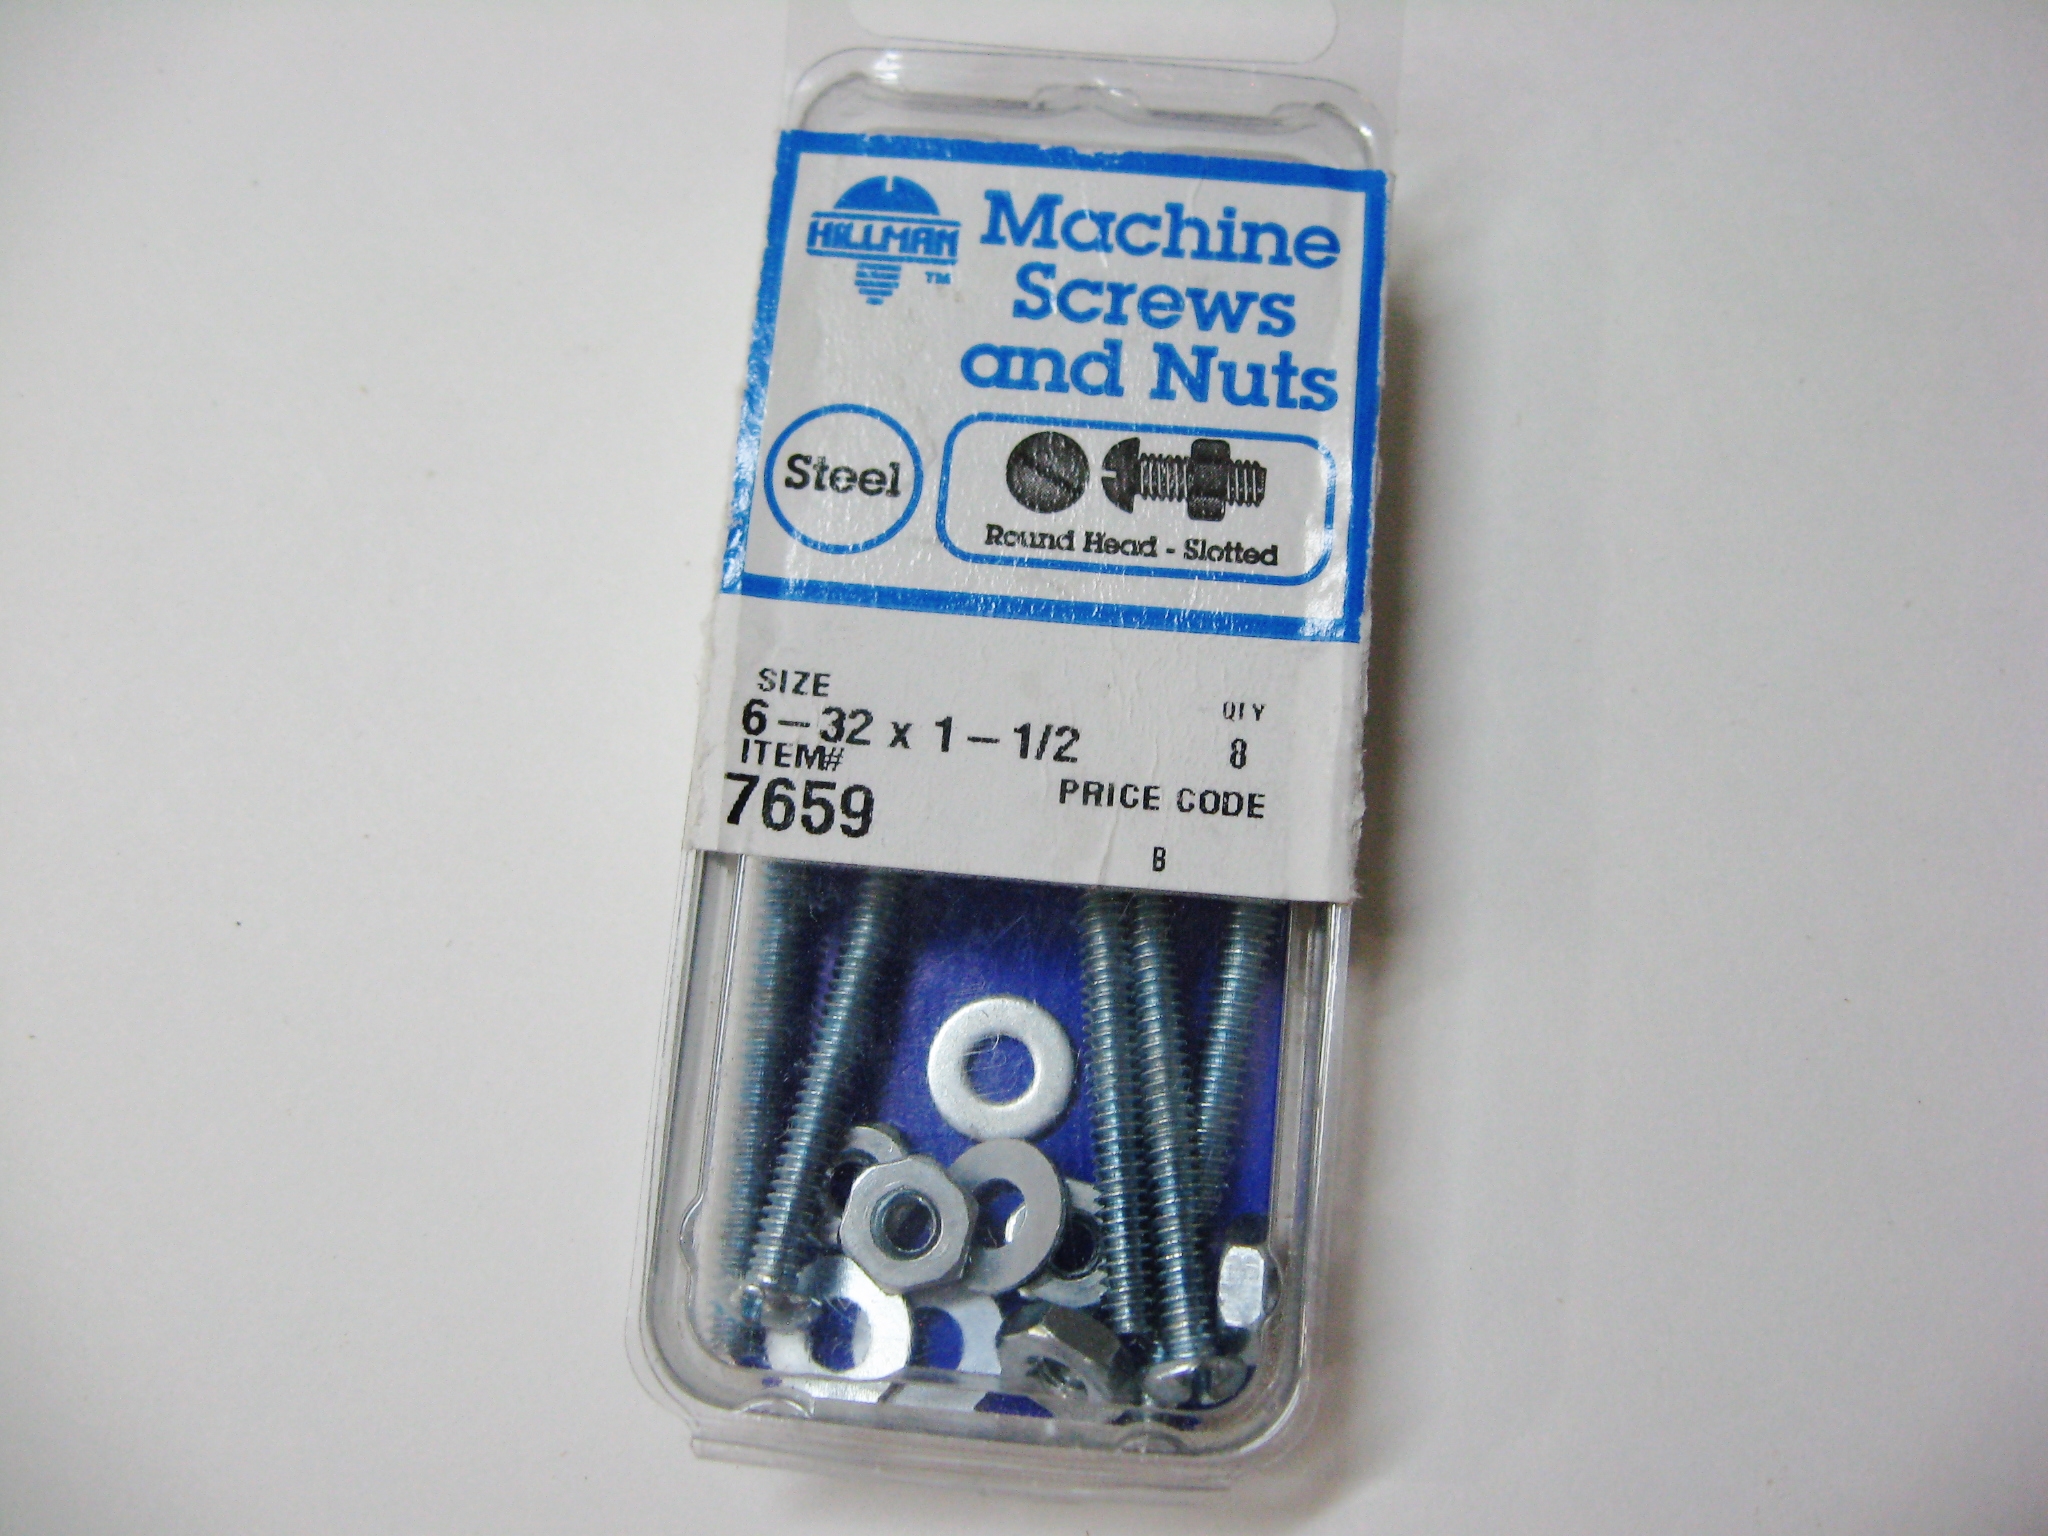 HILLMAN
TM
Machine
Screws
and Nuts
Steel
Round Head - Slotted
SIZE
6 – 32 x 1 – 1/2
QTY
8
ITEM#
7659
PRICE CODE
B